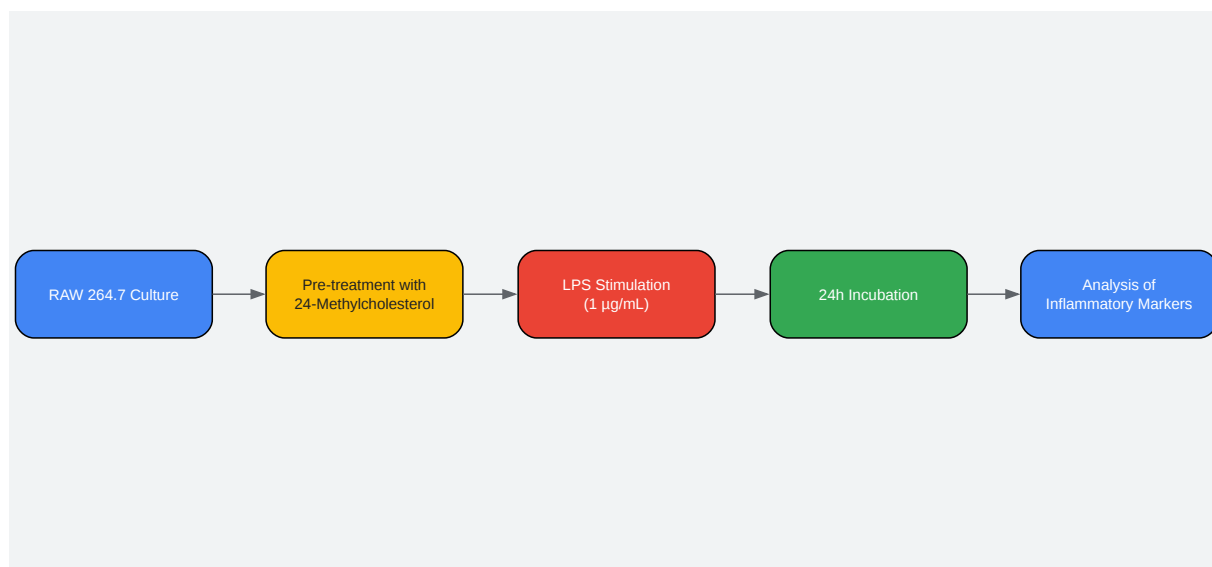 RAW 264.7 Culture
Pre-treatment with
24-Methylcholesterol
LPS Stimulation
(1 µg/mL)
24h Incubation
Analysis of
Inflammatory Markers